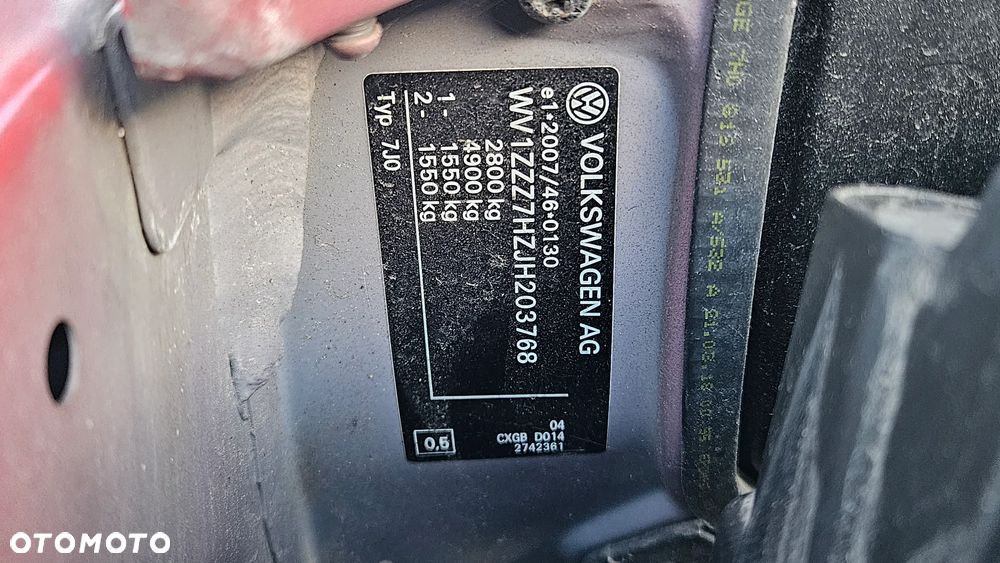 VOLKSWAGEN AG
e1*2007/46*0130
WV1ZZZ7HZJH203768
2800 kg
4900 kg
1- 1550 kg
2- 1550 kg
Typ 7J0
04
CXGB D014
2742361
0.5
OTOMOTO